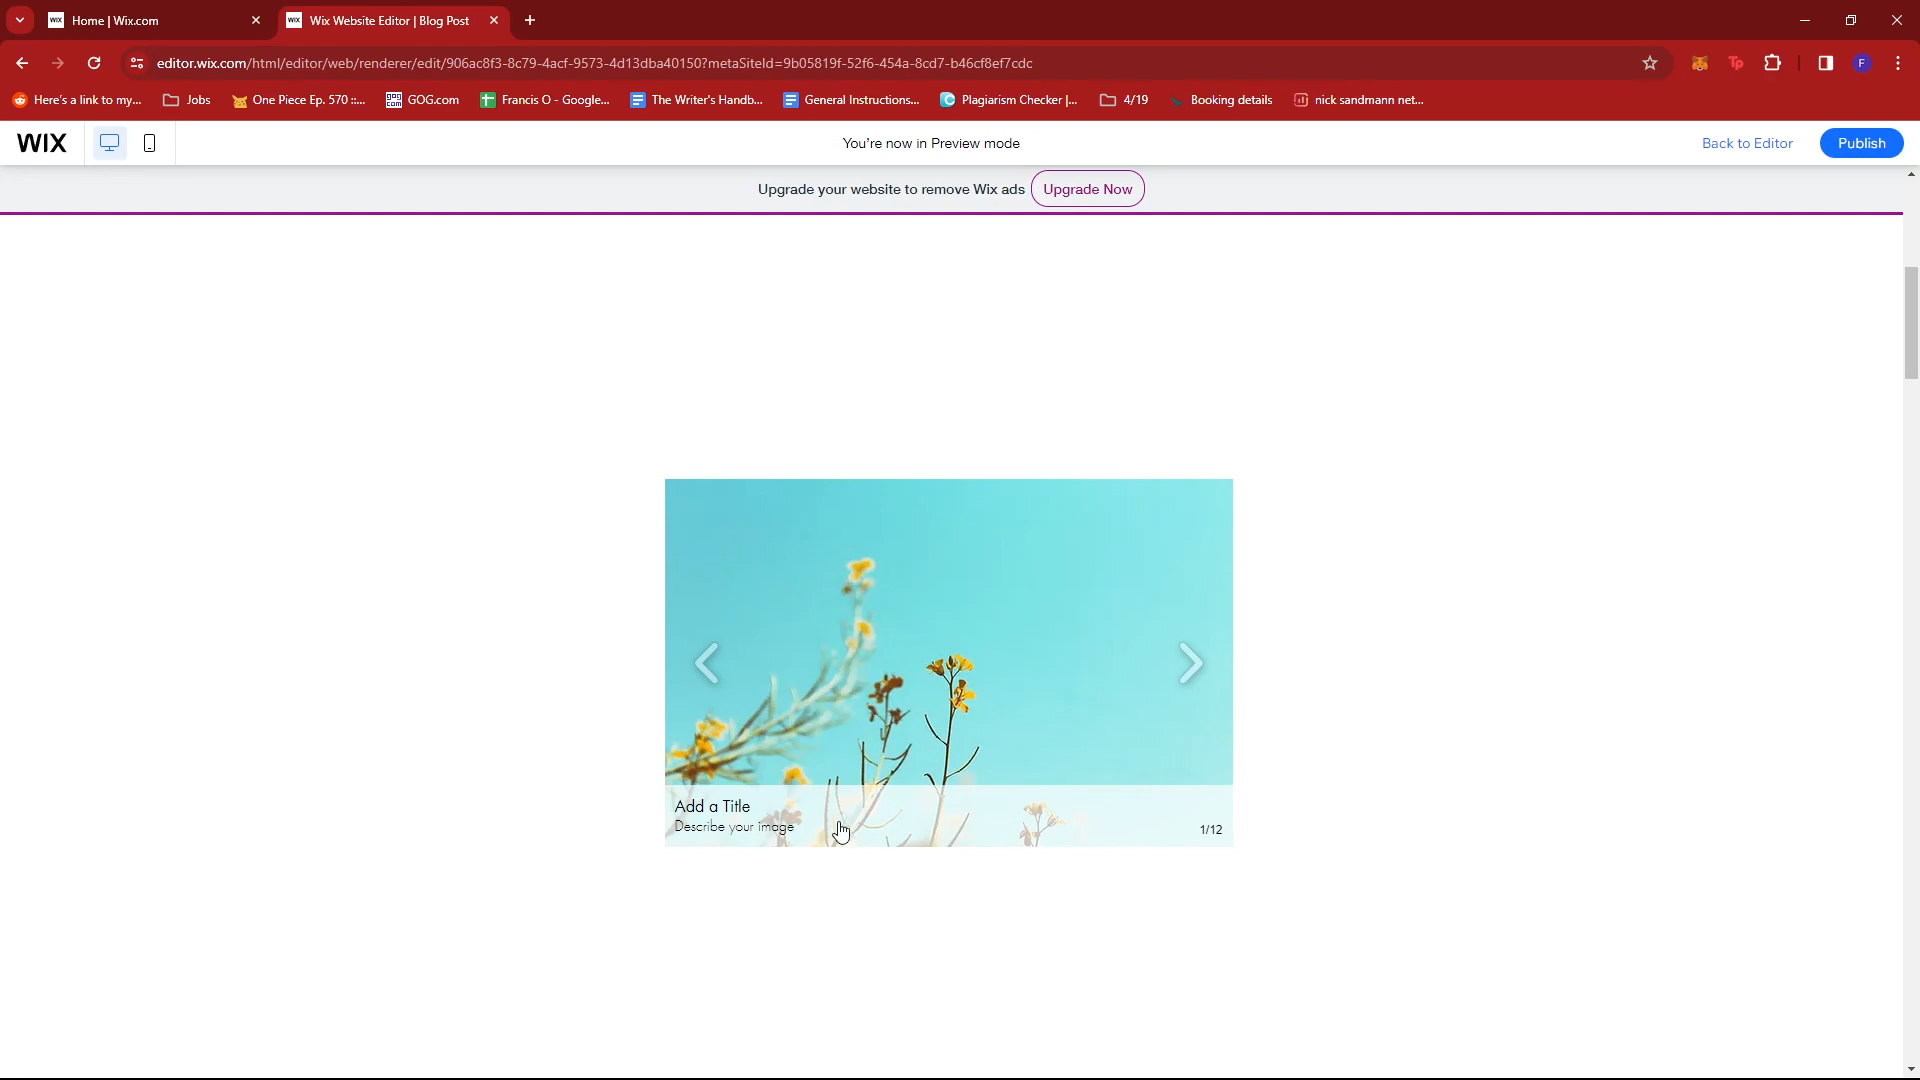 WIX Home | Wix.com
WIX Wix Website Editor | Blog Post
editor.wix.com/html/editor/web/renderer/edit/906ac8f3-8c79-4acf-9573-4d13dba40150?metaSiteId=9b05819f-52f6-454a-8cd7-b46cf8ef7cdc
Tp
F
Here's a link to my...
Jobs
One Piece Ep. 570 ::...
GOG.com
Francis O - Google...
The Writer's Handb...
General Instructions...
Plagiarism Checker |...
4/19
Booking details
nick sandmann net...
WIX
You're now in Preview mode
Back to Editor
Publish
Upgrade your website to remove Wix ads
Upgrade Now
Add a Title
Describe your image
1/12